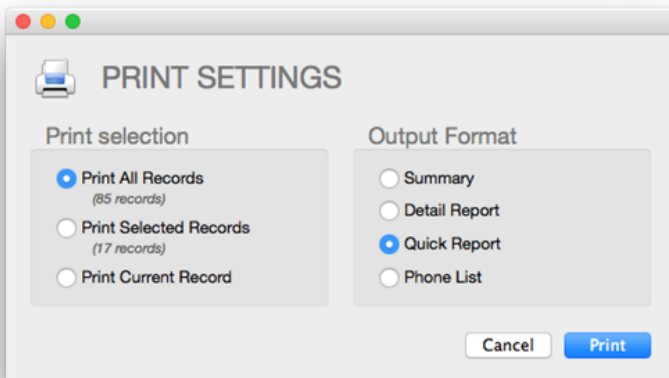 PRINT SETTINGS
Print selection
Print All Records
(85 records)
Print Selected Records
(17 records)
Print Current Record
Output Format
Summary
Detail Report
Quick Report
Phone List
Cancel
Print